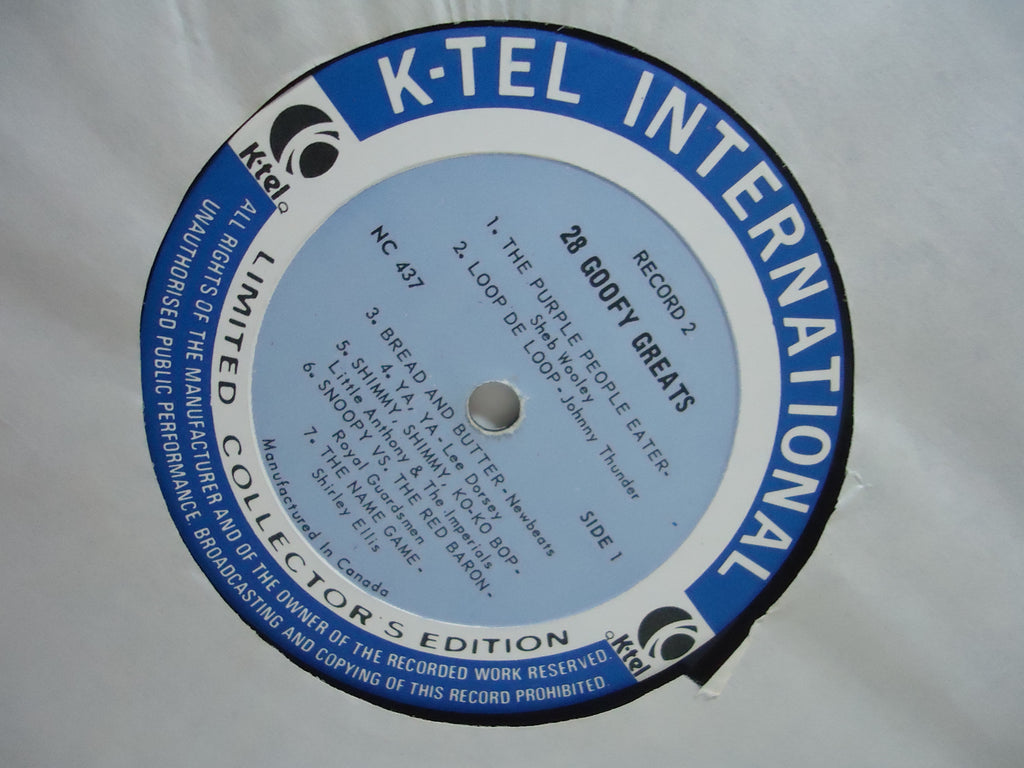 K-TEL INTERNATIONAL
K-tel
RECORD 2
28 GOOFY GREATS
SIDE 1
1. THE PURPLE PEOPLE EATER-
Sheb Wooley
2. LOOP DE LOOP - Johnny Thunder
NC 437
3. BREAD AND BUTTER - Newbeats
4. YA, YA - Lee Dorsey
5. SHIMMY, SHIMMY, KO-KO BOP -
Little Anthony & The Imperials
6. SNOOPY VS. THE RED BARON-
Royal Guardsmen
7. THE NAME GAME -
Shirley Ellis
Manufactured In Canada
LIMITED COLLECTOR'S EDITION
K-tel
ALL RIGHTS OF THE MANUFACTURER AND OF THE OWNER OF THE RECORDED WORK RESERVED.
UNAUTHORISED PUBLIC PERFORMANCE, BROADCASTING AND COPYING OF THIS RECORD PROHIBITED.